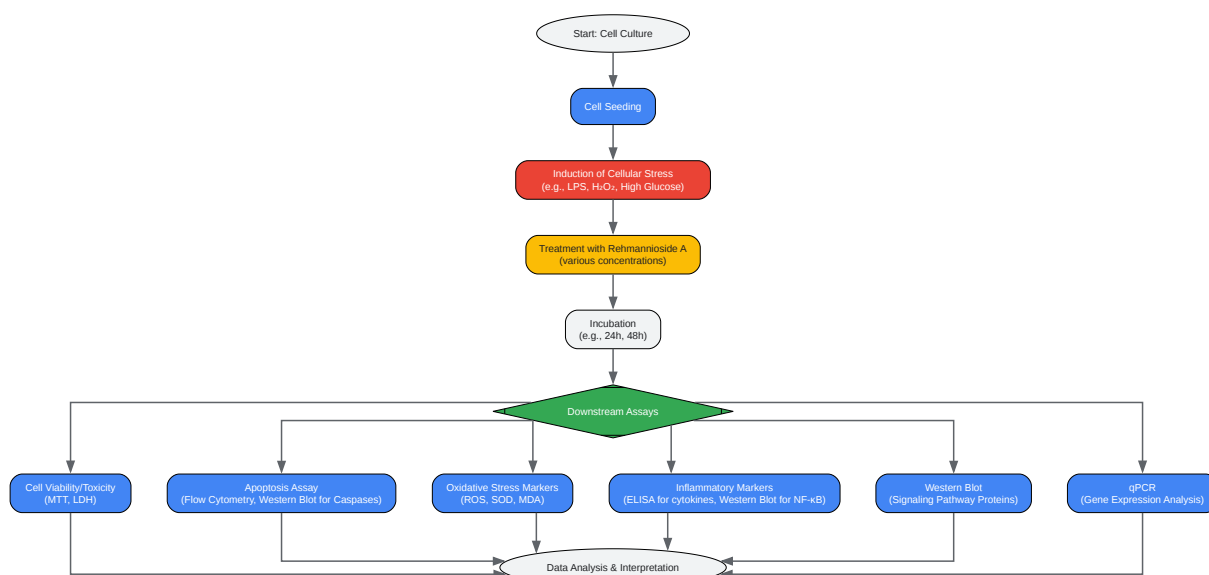 Start: Cell Culture
Cell Seeding
Induction of Cellular Stress
(e.g., LPS, H₂O₂, High Glucose)
Treatment with Rehmannioside A
(various concentrations)
Incubation
(e.g., 24h, 48h)
Downstream Assays
Cell Viability/Toxicity
(MTT, LDH)
Apoptosis Assay
(Flow Cytometry, Western Blot for Caspases)
Oxidative Stress Markers
(ROS, SOD, MDA)
Inflammatory Markers
(ELISA for cytokines, Western Blot for NF-κB)
Western Blot
(Signaling Pathway Proteins)
qPCR
(Gene Expression Analysis)
Data Analysis & Interpretation